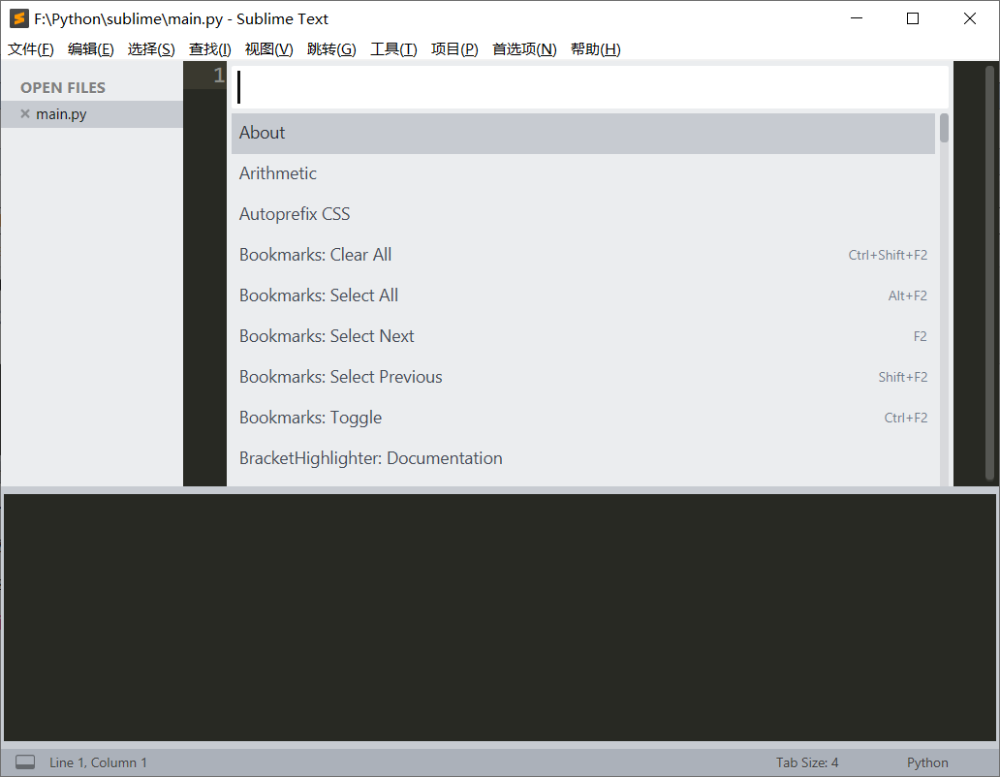 F:\Python\sublime\main.py - Sublime Text
文件(F) 编辑(E) 选择(S) 查找(I) 视图(V) 跳转(G) 工具(T) 项目(P) 首选项(N) 帮助(H)
OPEN FILES
main.py
1
About
Arithmetic
Autoprefix CSS
Bookmarks: Clear All Ctrl+Shift+F2
Bookmarks: Select All Alt+F2
Bookmarks: Select Next F2
Bookmarks: Select Previous Shift+F2
Bookmarks: Toggle Ctrl+F2
BracketHighlighter: Documentation
Line 1, Column 1 Tab Size: 4 Python